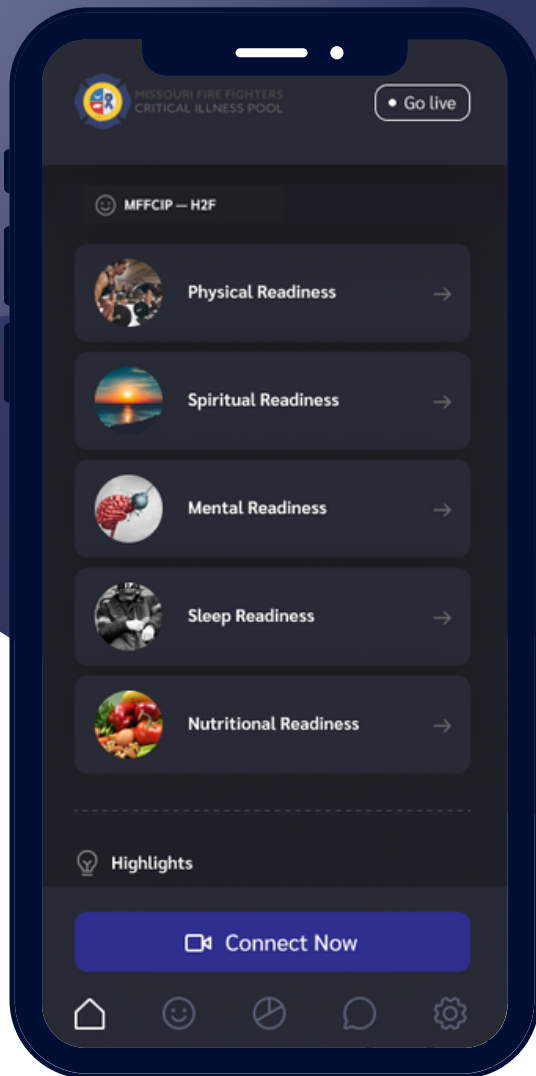 MISSOURI FIRE FIGHTERS
CRITICAL ILLNESS POOL
Go live
MFFCIP — H2F
Physical Readiness
Spiritual Readiness
Mental Readiness
Sleep Readiness
Nutritional Readiness
Highlights
Connect Now